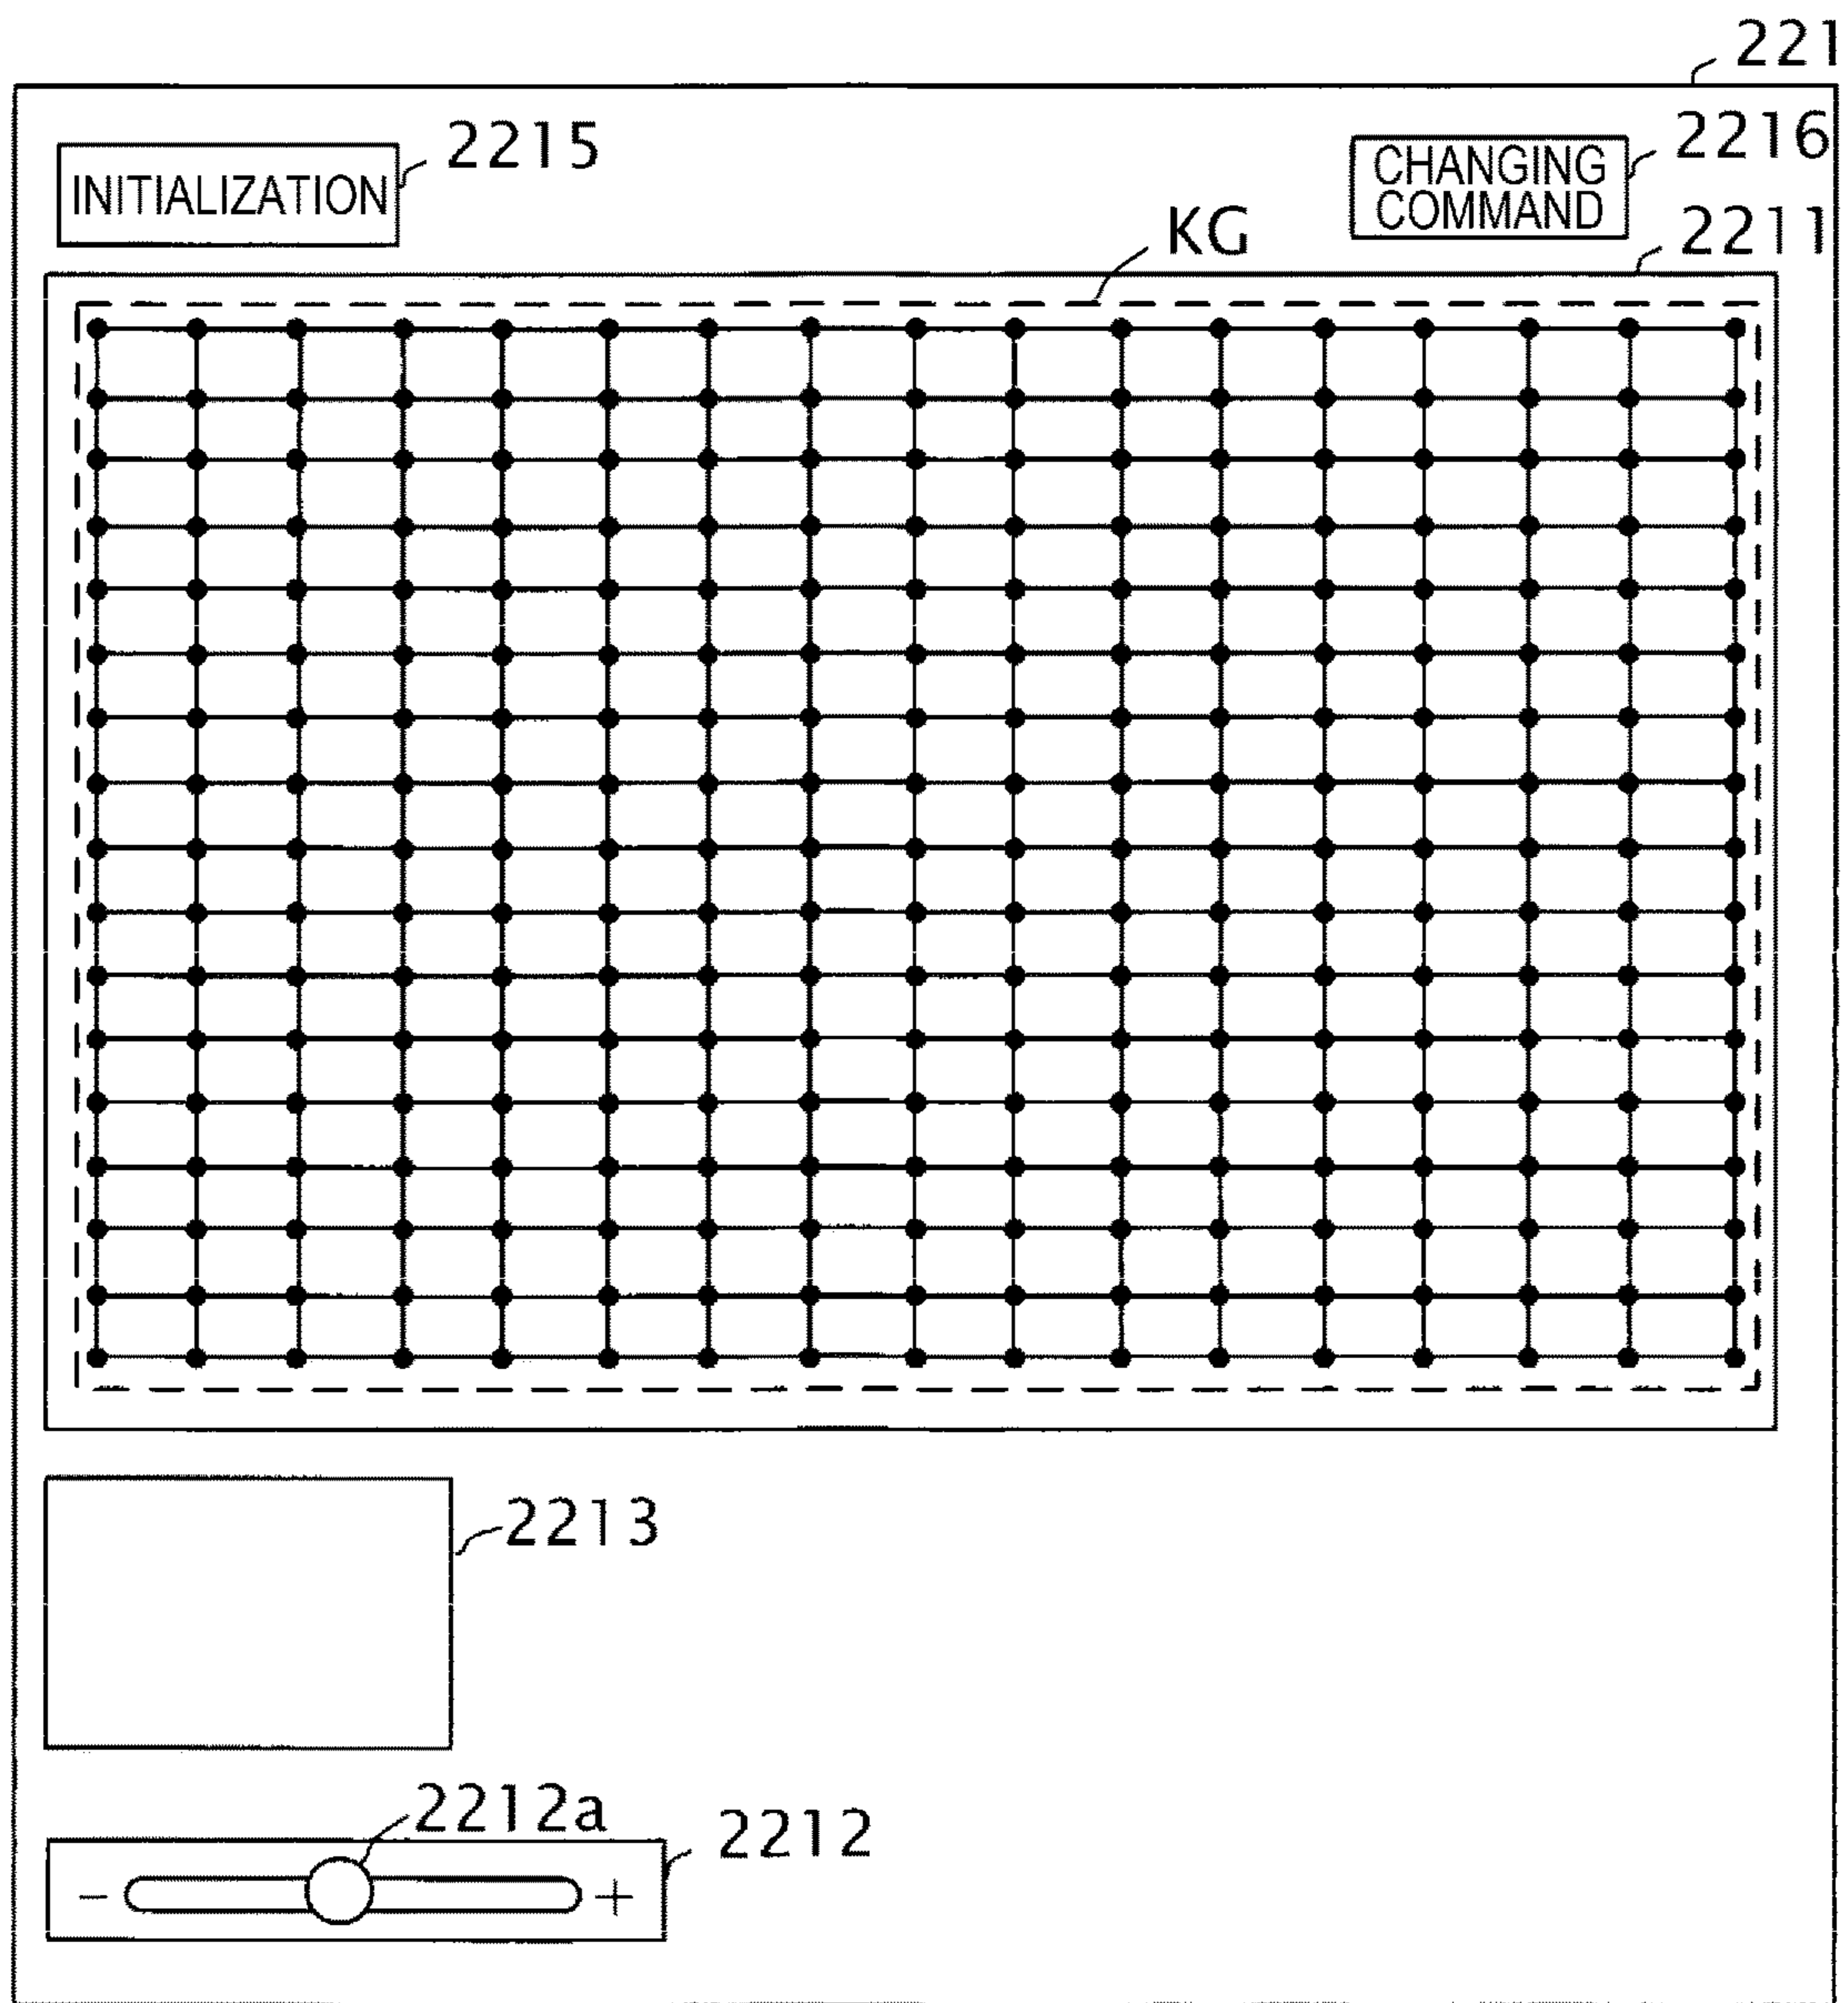 221
2215
INITIALIZATION
2216
CHANGING
COMMAND
KG
2211
2213
2212a
2212
− +